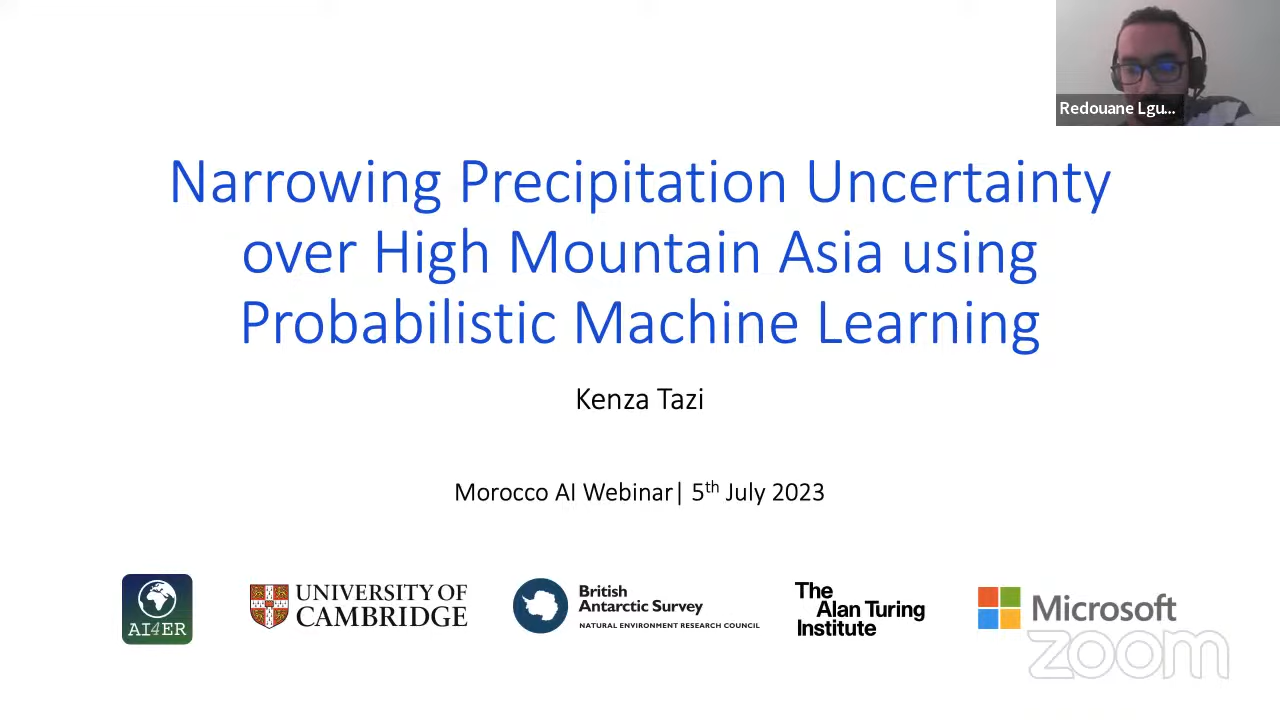 Redouane Lgu...
Narrowing Precipitation Uncertainty
over High Mountain Asia using
Probabilistic Machine Learning
Kenza Tazi
Morocco AI Webinar| 5th July 2023
AI4ER
UNIVERSITY OF
CAMBRIDGE
British
Antarctic Survey
NATURAL ENVIRONMENT RESEARCH COUNCIL
The
Alan Turing
Institute
Microsoft
zoom